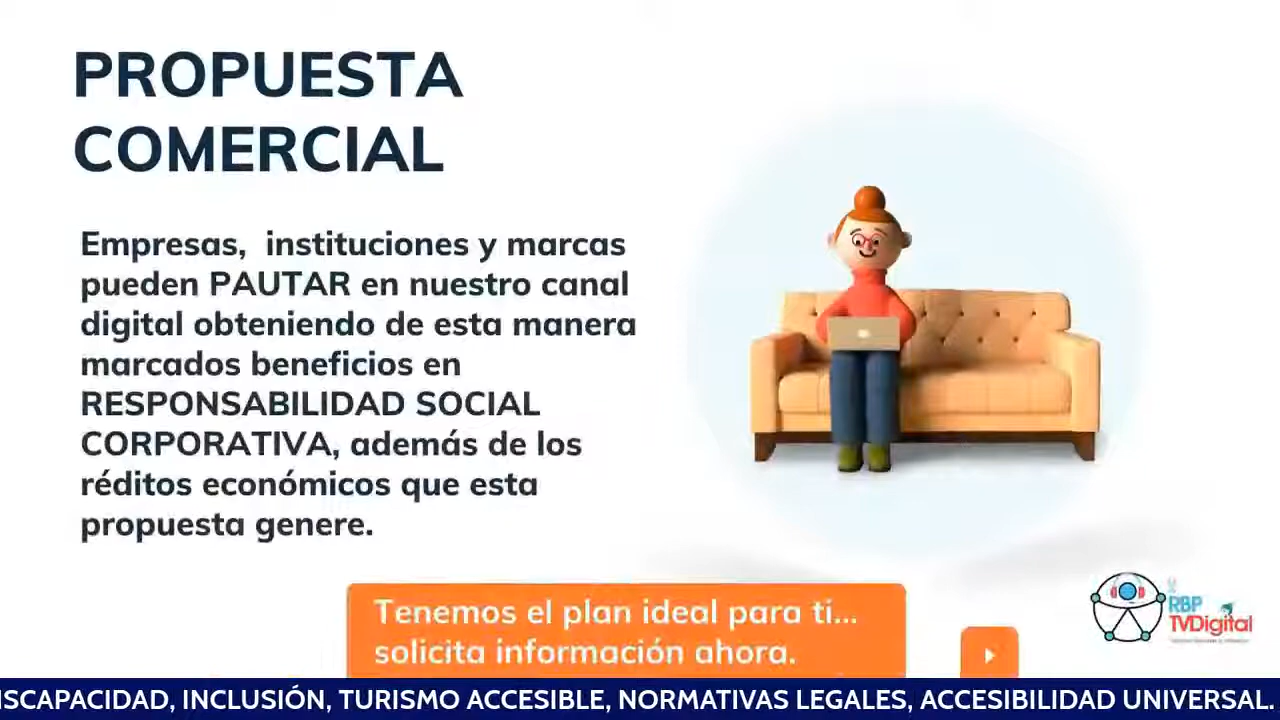 PROPUESTA
COMERCIAL
Empresas, instituciones y marcas
pueden PAUTAR en nuestro canal
digital obteniendo de esta manera
marcados beneficios en
RESPONSABILIDAD SOCIAL
CORPORATIVA, además de los
réditos económicos que esta
propuesta genere.
Tenemos el plan ideal para ti...
solicita información ahora.
RBP
TVDigital
ISCAPACIDAD, INCLUSIÓN, TURISMO ACCESIBLE, NORMATIVAS LEGALES, ACCESIBILIDAD UNIVERSAL.